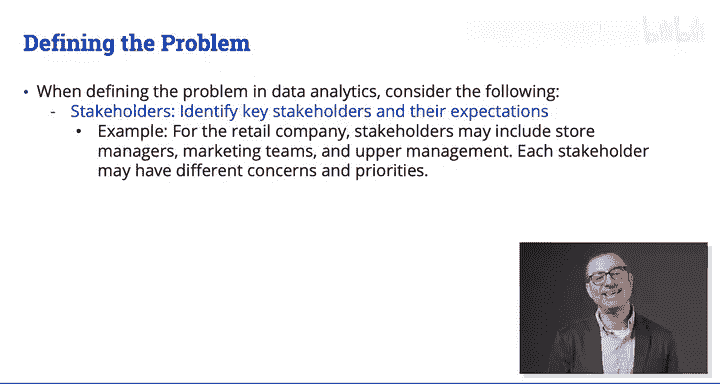 Defining the Problem
• When defining the problem in data analytics, consider the following:
- Stakeholders: Identify key stakeholders and their expectations
• Example: For the retail company, stakeholders may include store
managers, marketing teams, and upper management. Each stakeholder
may have different concerns and priorities.